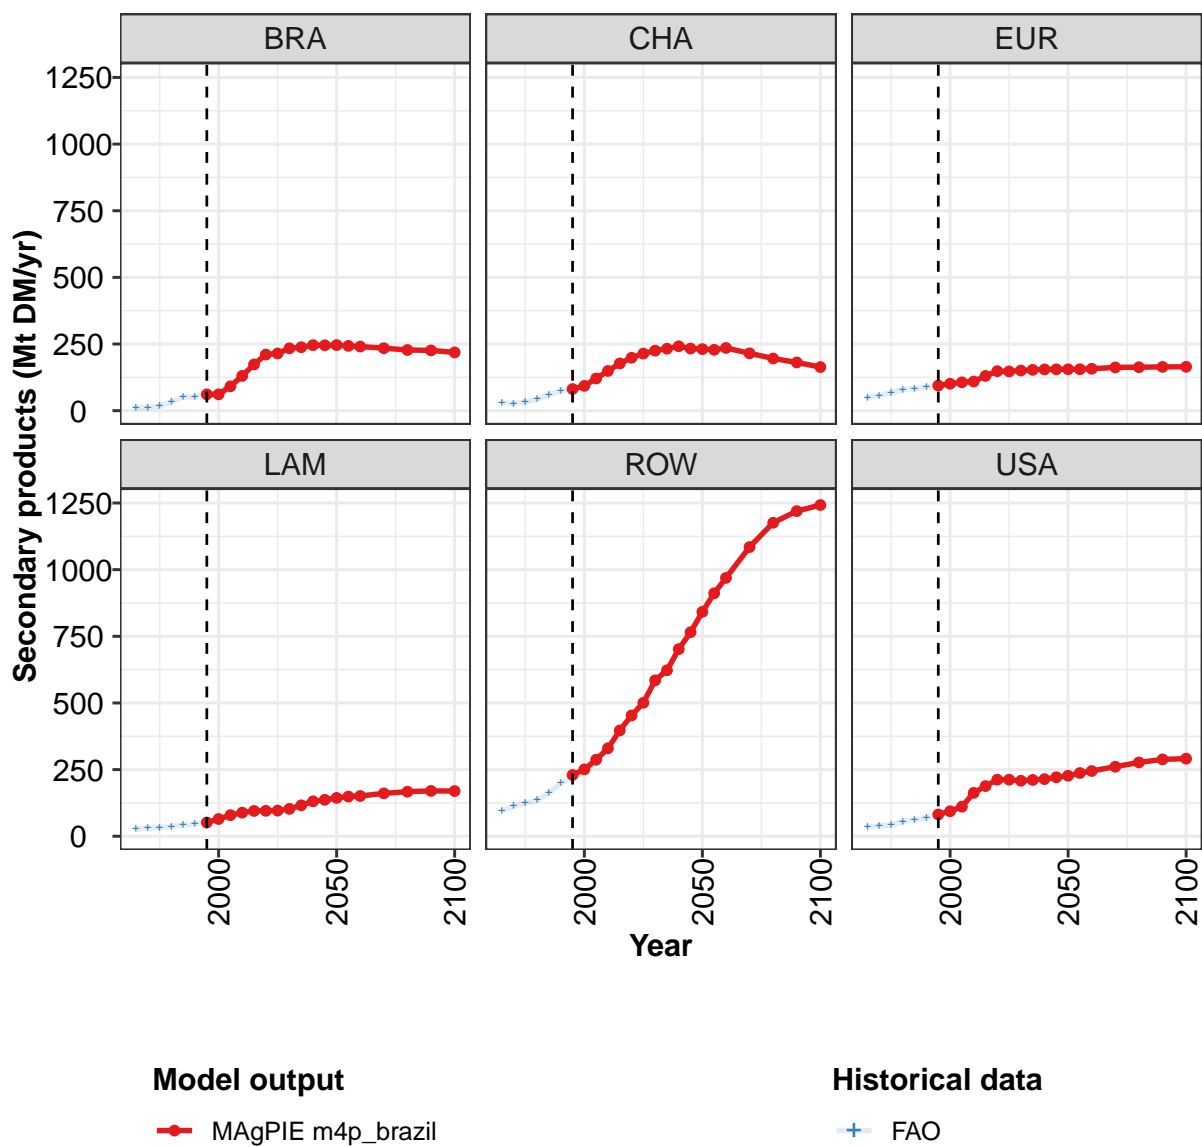 BRA CHA EUR
1250
1000
750
500
250
0
LAM ROW USA
1250
1000
750
500
250
0
Secondary products (Mt DM/yr)
2000 2050 2100 2000 2050 2100 2000 2050 2100
Year
Model output Historical data
MAgPIE m4p_brazil FAO